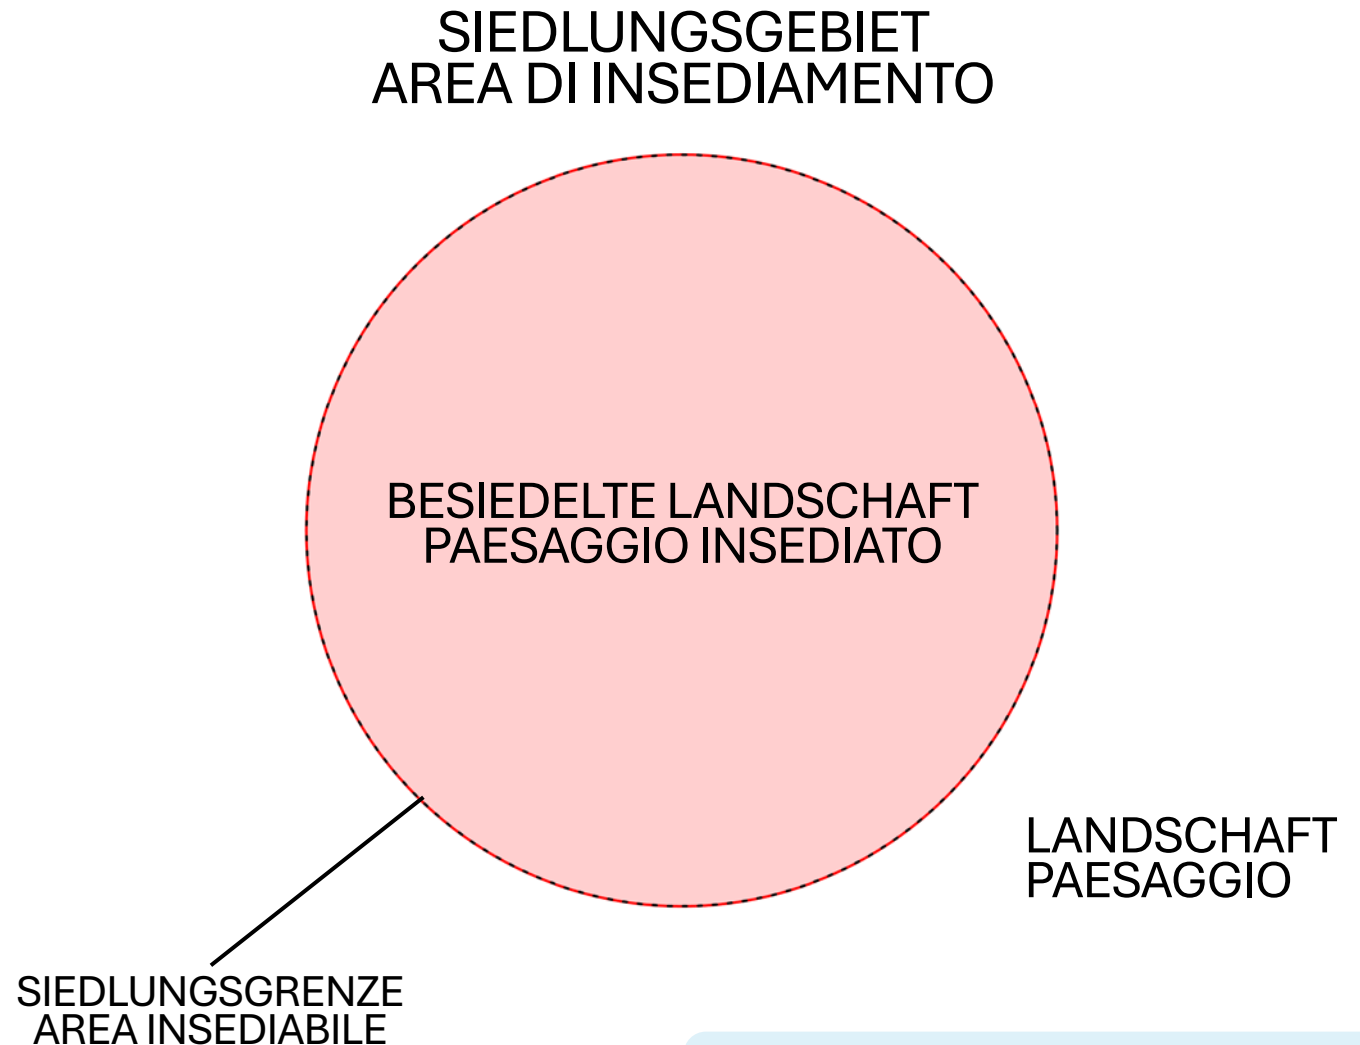 SIEDLUNGSGEBIET
AREA DI INSEDIAMENTO
BESIEDELTE LANDSCHAFT
PAESAGGIO INSEDIATO
LANDSCHAFT
PAESAGGIO
SIEDLUNGSGRENZE
AREA INSEDIABILE